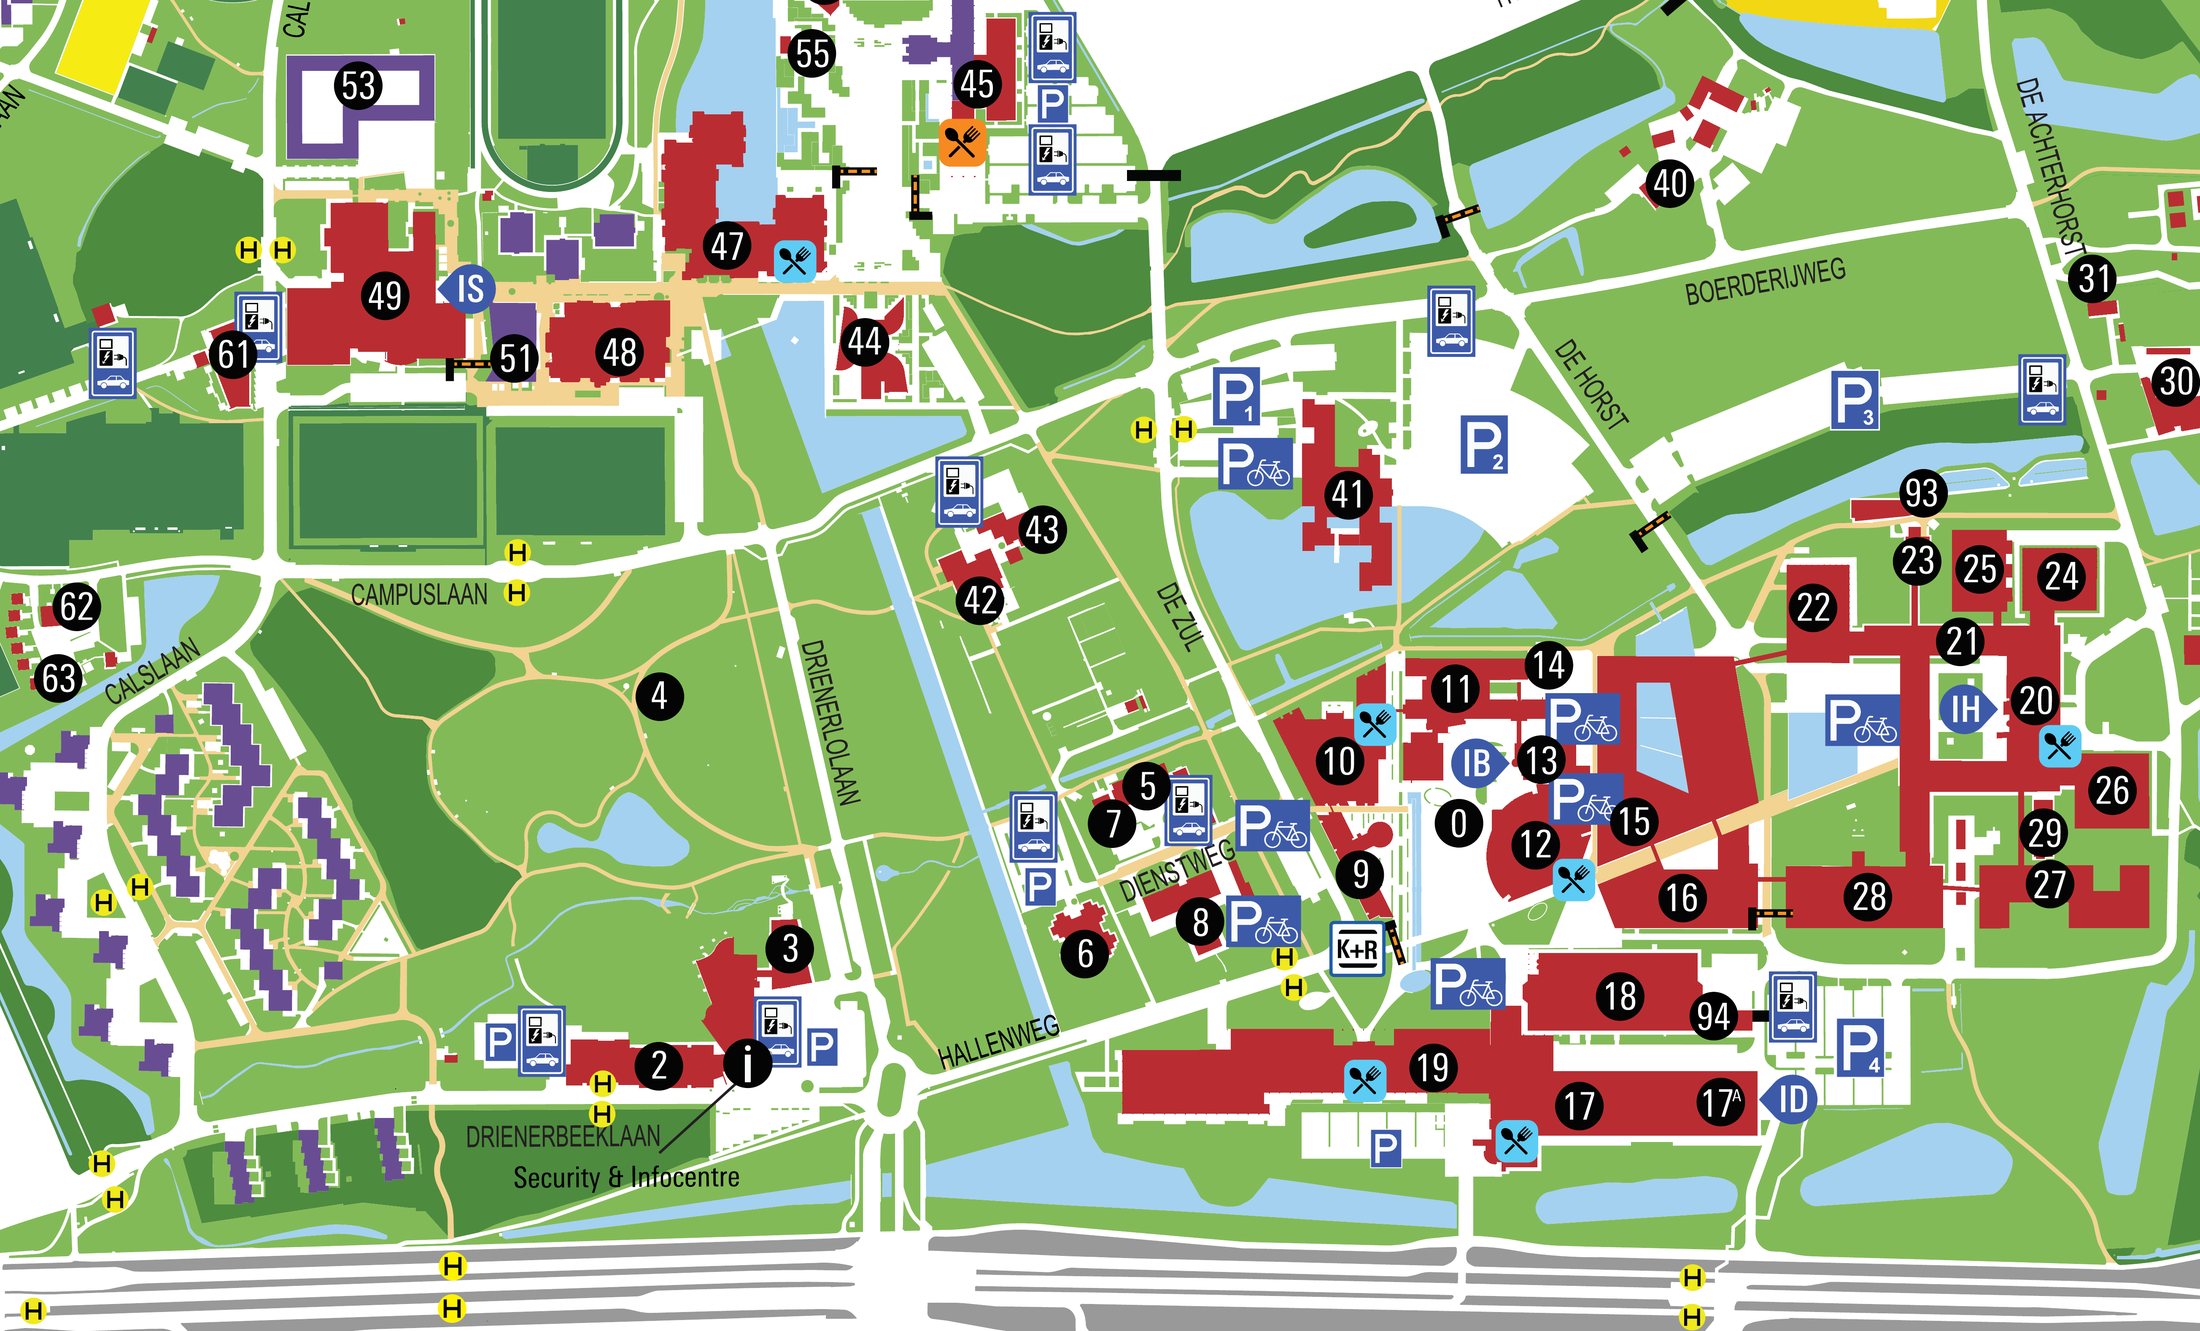 CAL
55
53
45
P
AAN
DE ACHTERHORST
40
H H
47
IS
49
BOERDERIJWEG
31
61
51
48
44
DE HORST
P1
P3
30
H H
P2
P
41
93
43
H
CAMPUSLAAN
H
42
62
63
CALSLAAN
4
DRIENERLOLAAN
DE ZUL
23
25
24
22
21
14
11
P
IH
20
P
10
IB
13
P
5
7
0
15
P
26
12
29
DIENSTWEG
9
P
H
H
16
28
27
8
P
3
6
K+R
H
H
P
18
94
HALLENWEG
P
2
i
P
19
P4
H
H
17
17A
ID
DRIENERBEEKLAAN
P
Security & Infocentre
H
H
H
H
H
H
H